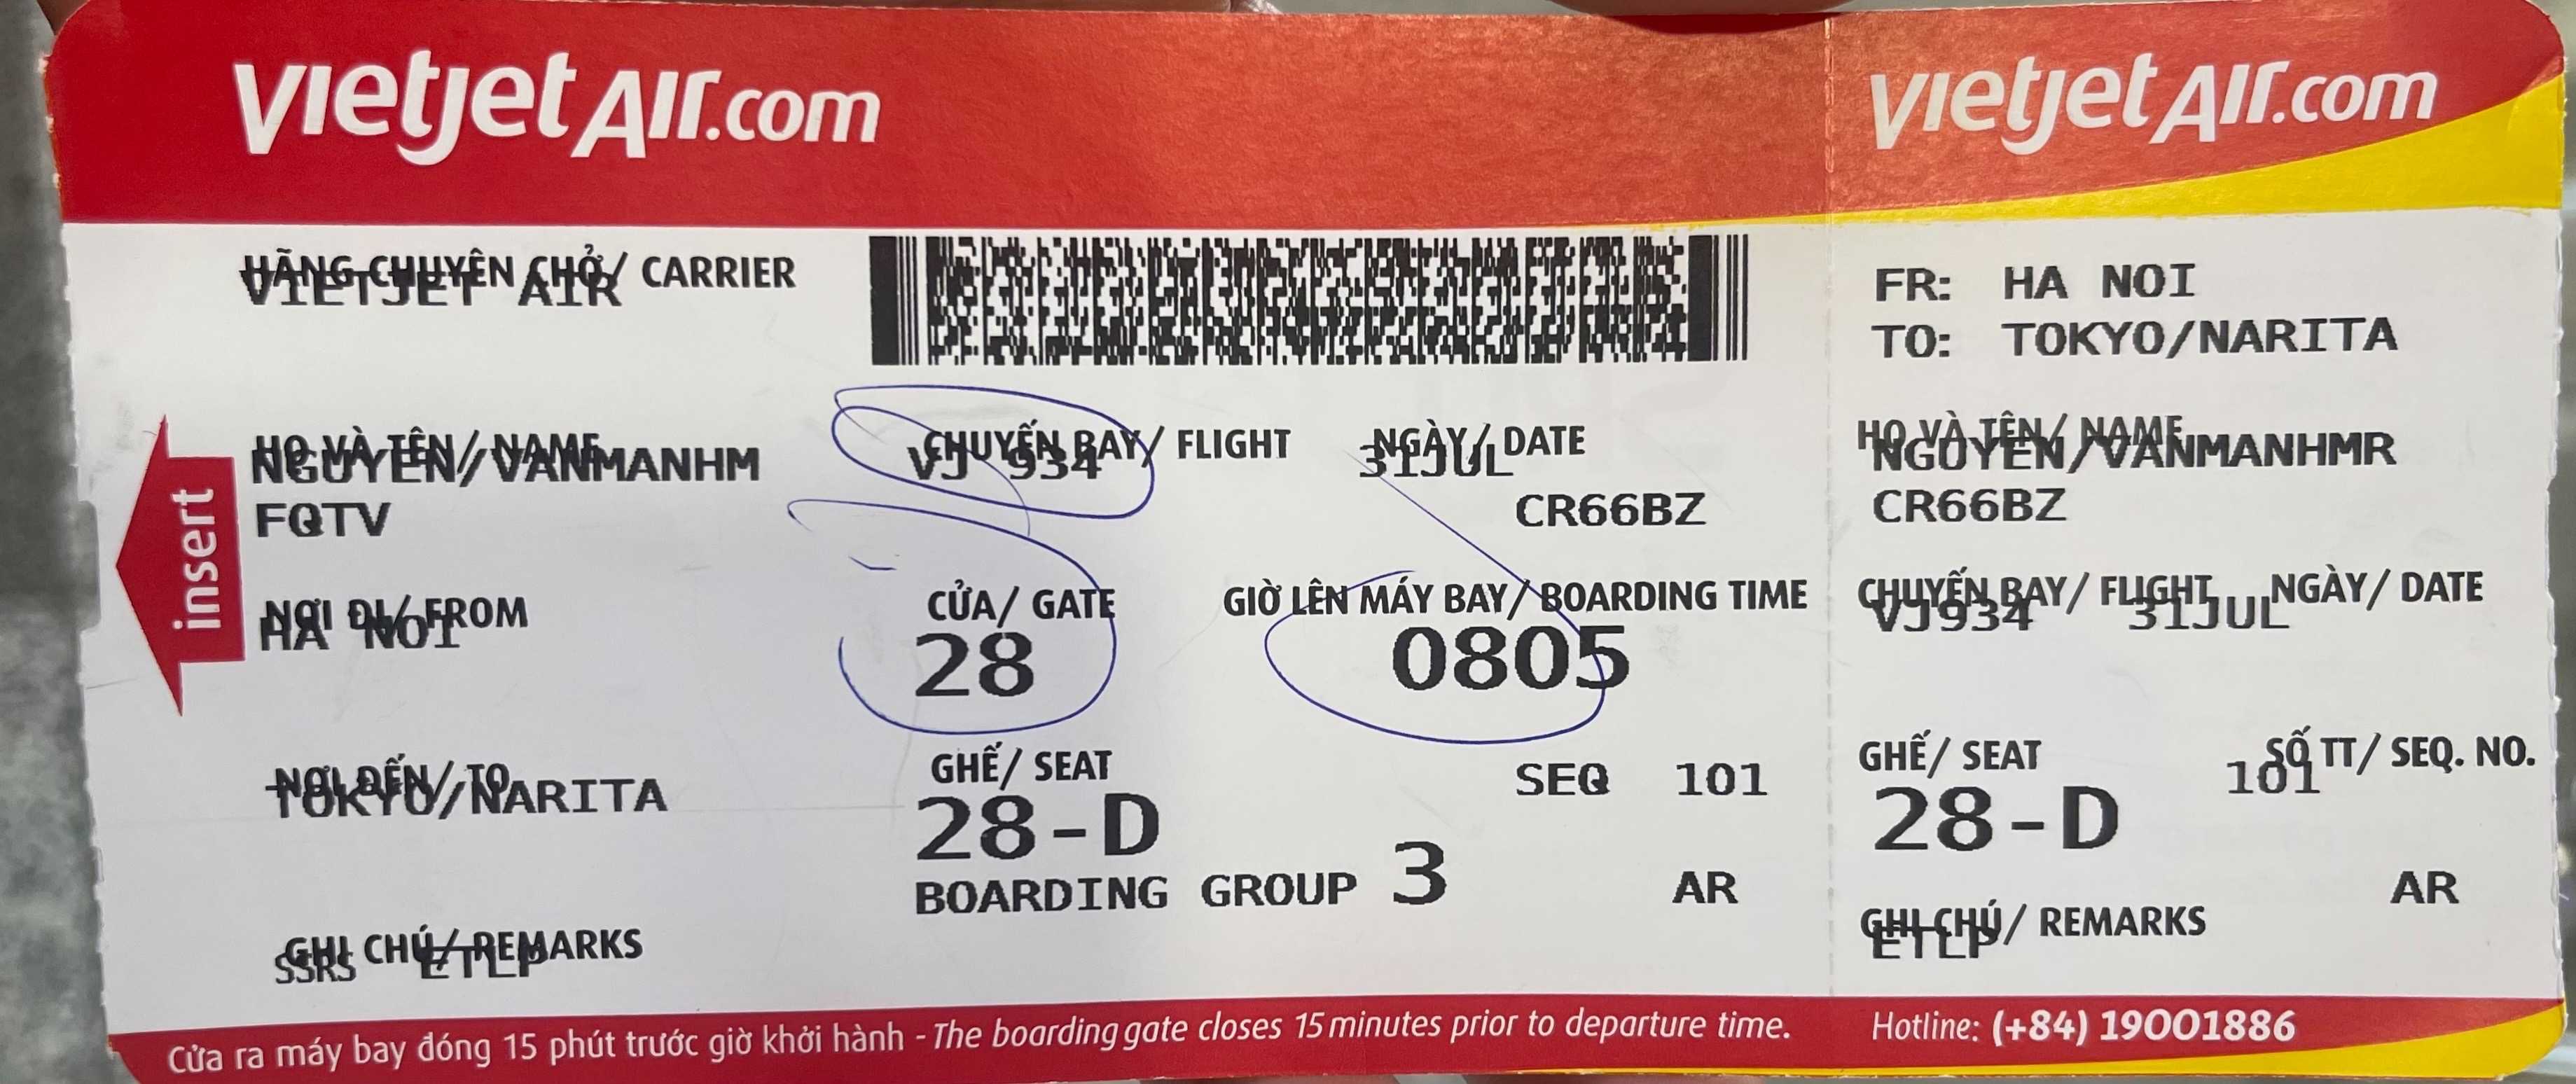 vietjetAir.com
vietjetAir.com
HÃNG CHUYÊN CHỞ/ CARRIER
VIETJET AIR
HỌ VÀ TÊN/ NAME
NGUYEN/VANMANHM
FQTV
NƠI ĐI/ FROM
HA NOI
NƠI ĐẾN/ TO
TOKYO/NARITA
GHI CHÚ/ REMARKS
SSRS ETLP
CHUYẾN BAY/ FLIGHT
VJ 934
NGÀY/ DATE
31JUL
CR66BZ
CỬA/ GATE
28
GIỜ LÊN MÁY BAY/ BOARDING TIME
0805
GHẾ/ SEAT
28-D
SEQ 101
BOARDING GROUP 3
AR
FR: HA NOI
TO: TOKYO/NARITA
HỌ VÀ TÊN/ NAME
NGUYEN/VANMANHMR
CR66BZ
CHUYẾN BAY/ FLIGHT NGÀY/ DATE
VJ934 31JUL
GHẾ/ SEAT
28-D
SỐ TT/ SEQ. NO.
101
AR
GHI CHÚ/ REMARKS
ETLP
insert
Cửa ra máy bay đóng 15 phút trước giờ khởi hành - The boarding gate closes 15 minutes prior to departure time.
Hotline: (+84) 19001886